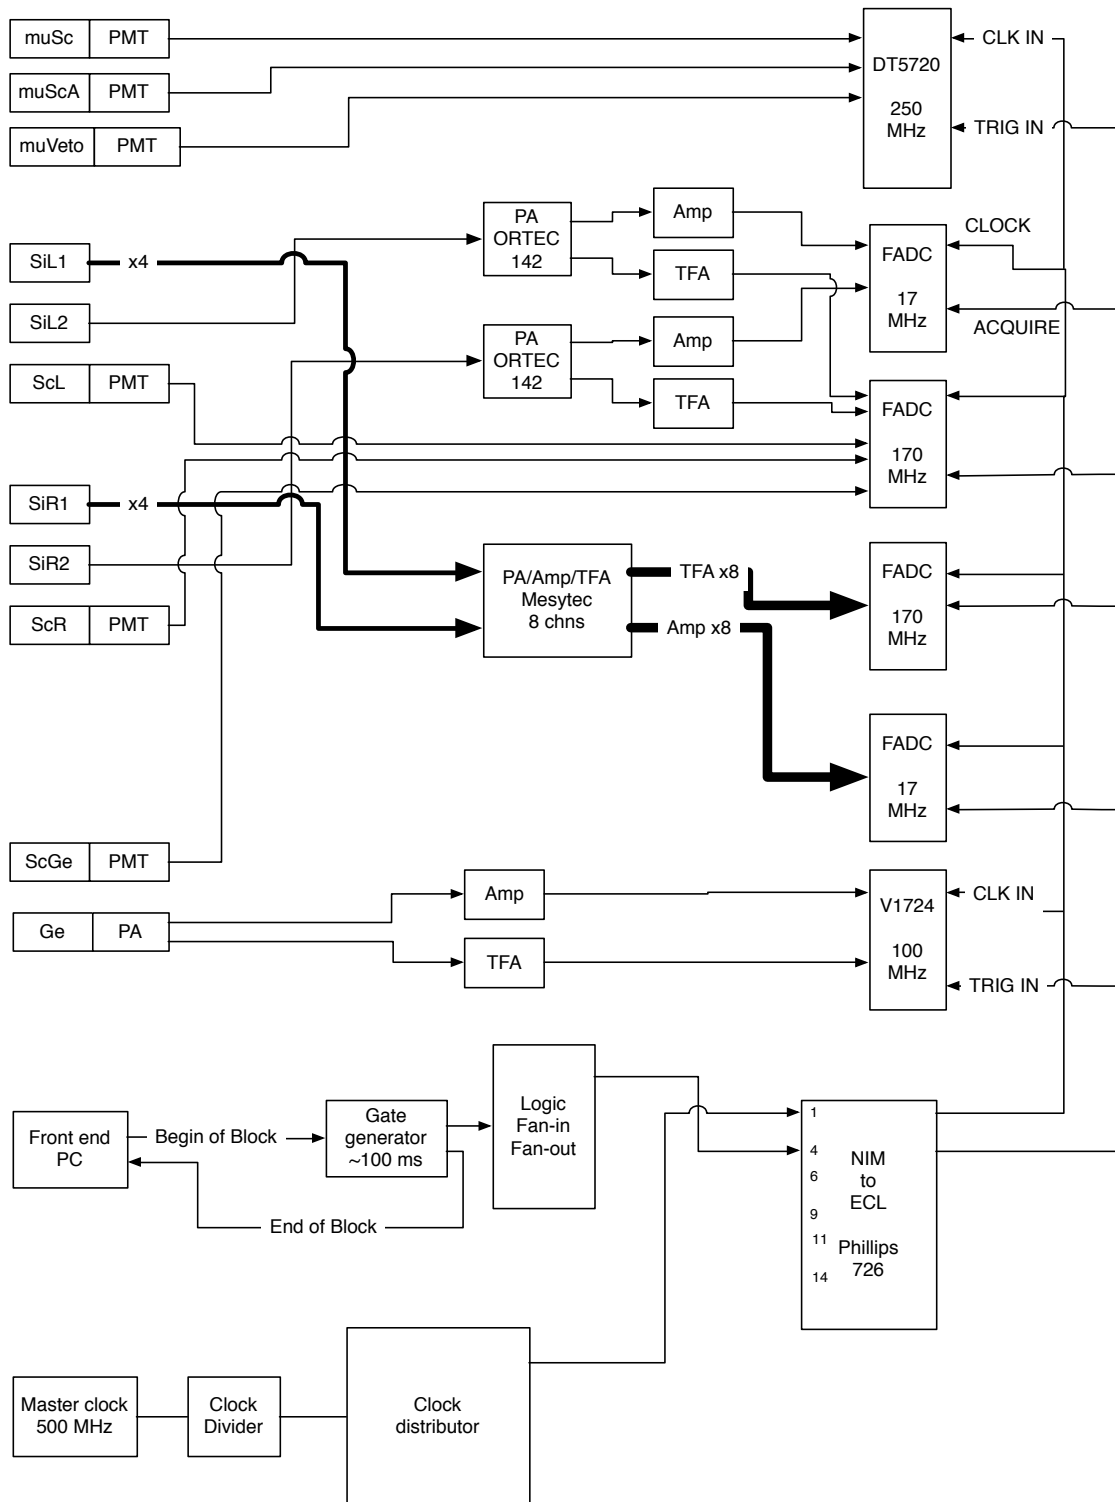 muSc PMT
CLK IN
DT5720
muScA PMT
250
MHz
muVeto PMT
TRIG IN
PA
ORTEC
142
Amp
CLOCK
SiL1 x4
FADC
TFA
17
MHz
SiL2
ACQUIRE
PA
ORTEC
142
Amp
ScL PMT
TFA
FADC
170
MHz
SiR1 x4
SiR2
PA/Amp/TFA
Mesytec
8 chns
TFA x8
FADC
170
MHz
ScR PMT
Amp x8
FADC
17
MHz
ScGe PMT
Amp
V1724
CLK IN
Ge PA
100
MHz
TFA
TRIG IN
Logic
Fan-in
Fan-out
Front end
PC
Begin of Block
Gate
generator
~100 ms
End of Block
1
4
6
9
11
14
NIM
to
ECL
Phillips
726
Master clock
500 MHz
Clock
Divider
Clock
distributor